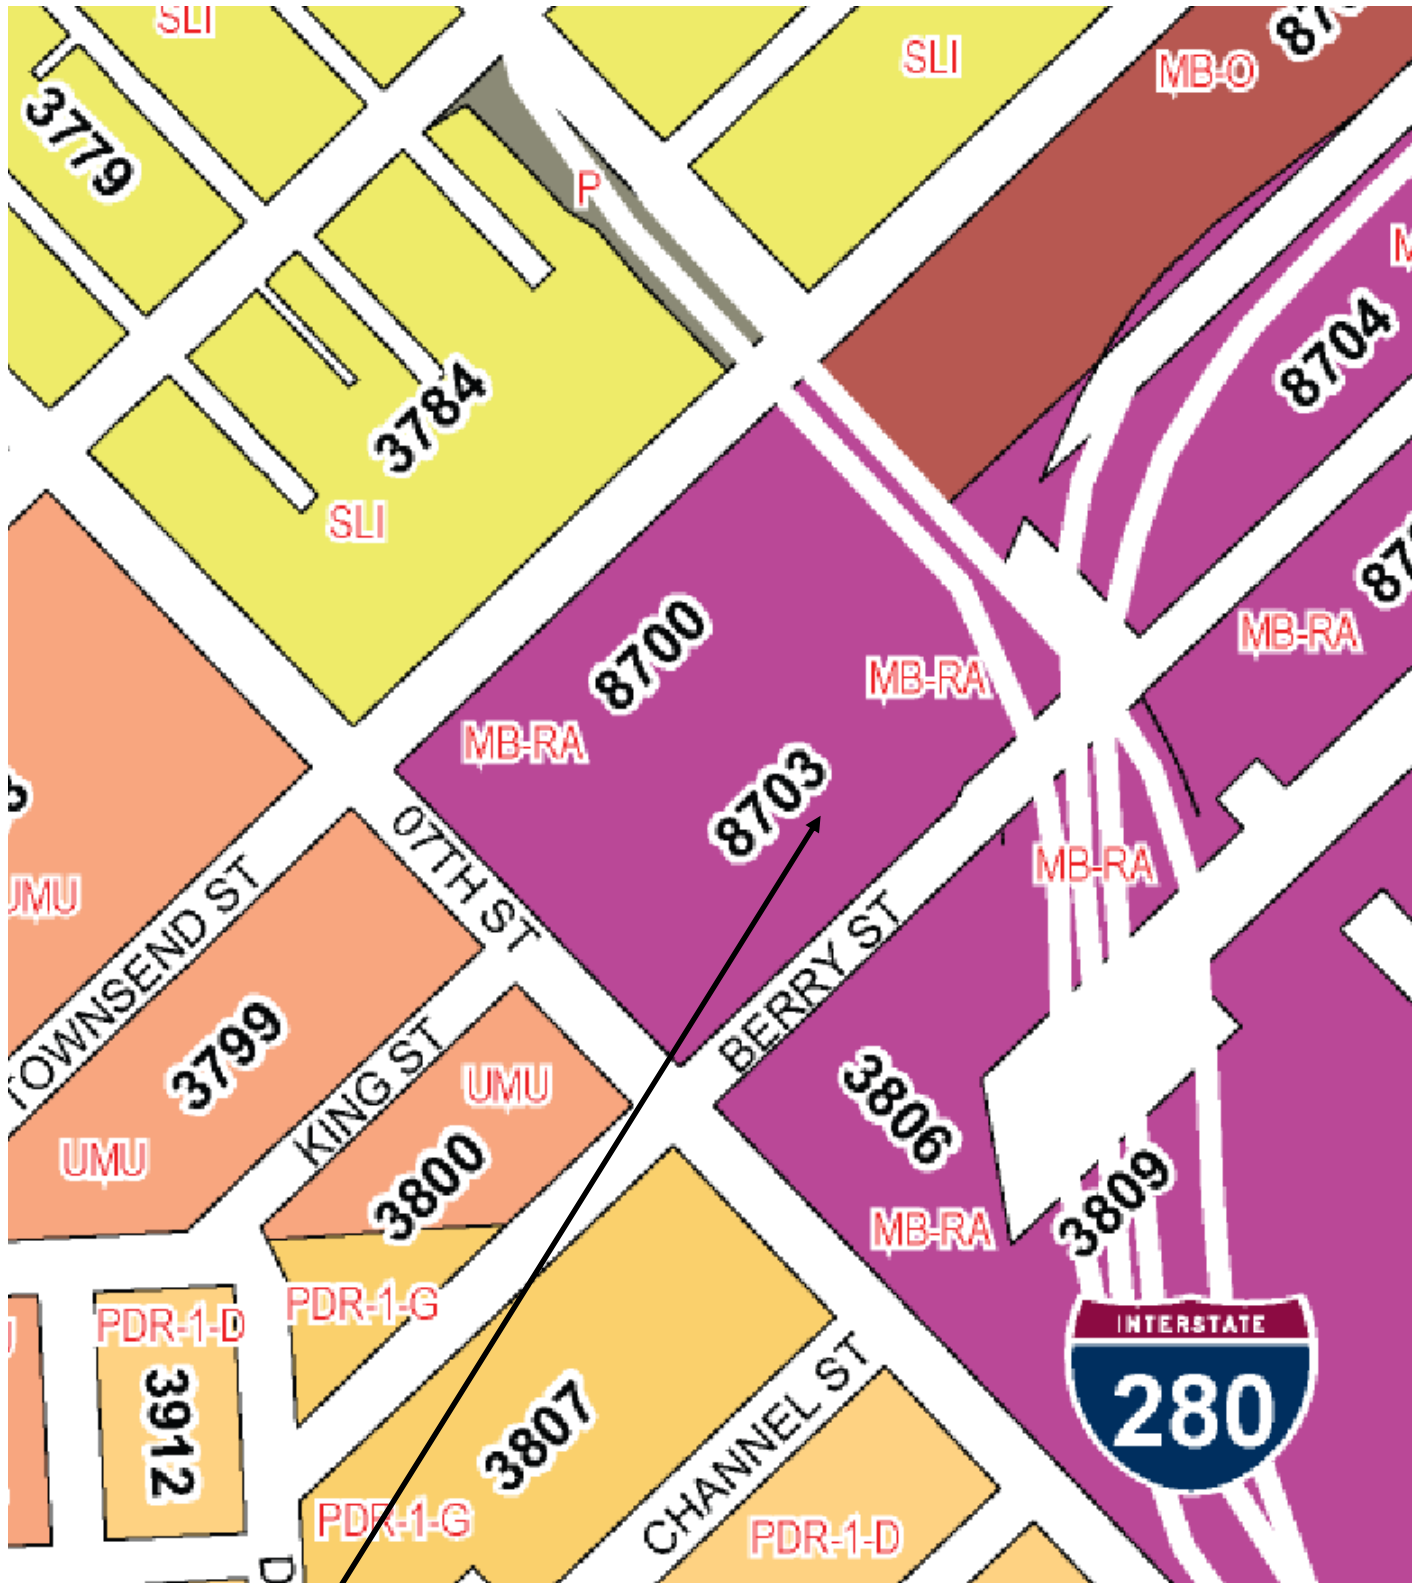 SLI
SLI
MB-O
3779
P
8704
3784
SLI
8700
MB-RA
MB-RA
MB-RA
8703
07TH ST
MB-RA
UMU
TOWNSEND ST
BERRY ST
3799
KING ST
UMU
3800
3806
UMU
MB-RA
3809
PDR-1-G
PDR-1-D
INTERSTATE
280
3912
3807
CHANNEL ST
PDR-1-G
PDR-1-D